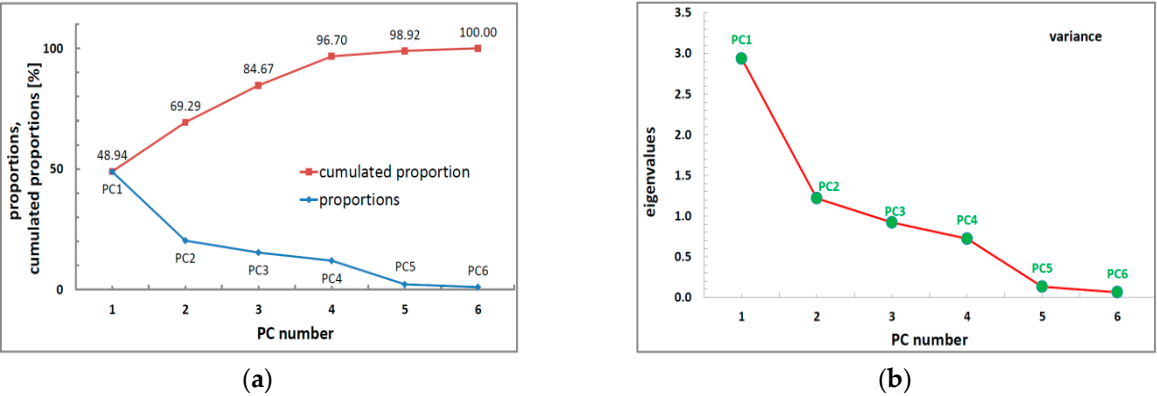 100
50
0
proportions,
cumulated proportions [%]
48.94
69.29
84.67
96.70
98.92
100.00
PC1
PC2
PC3
PC4
PC5
PC6
cumulated proportion
proportions
1 2 3 4 5 6
PC number
(a)
3.5
3.0
2.5
2.0
1.5
1.0
0.5
0.0
eigenvalues
variance
PC1
PC2
PC3
PC4
PC5
PC6
1 2 3 4 5 6
PC number
(b)